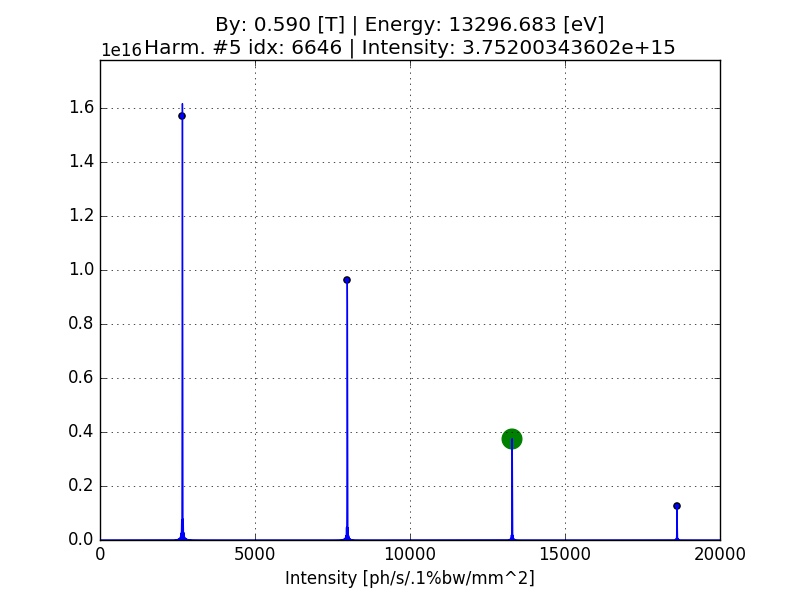 By: 0.590 [T] | Energy: 13296.683 [eV]
Harm. #5 idx: 6646 | Intensity: 3.75200343602e+15
1e16
1.6
1.4
1.2
1.0
0.8
0.6
0.4
0.2
0.0
0 5000 10000 15000 20000
Intensity [ph/s/.1%bw/mm^2]